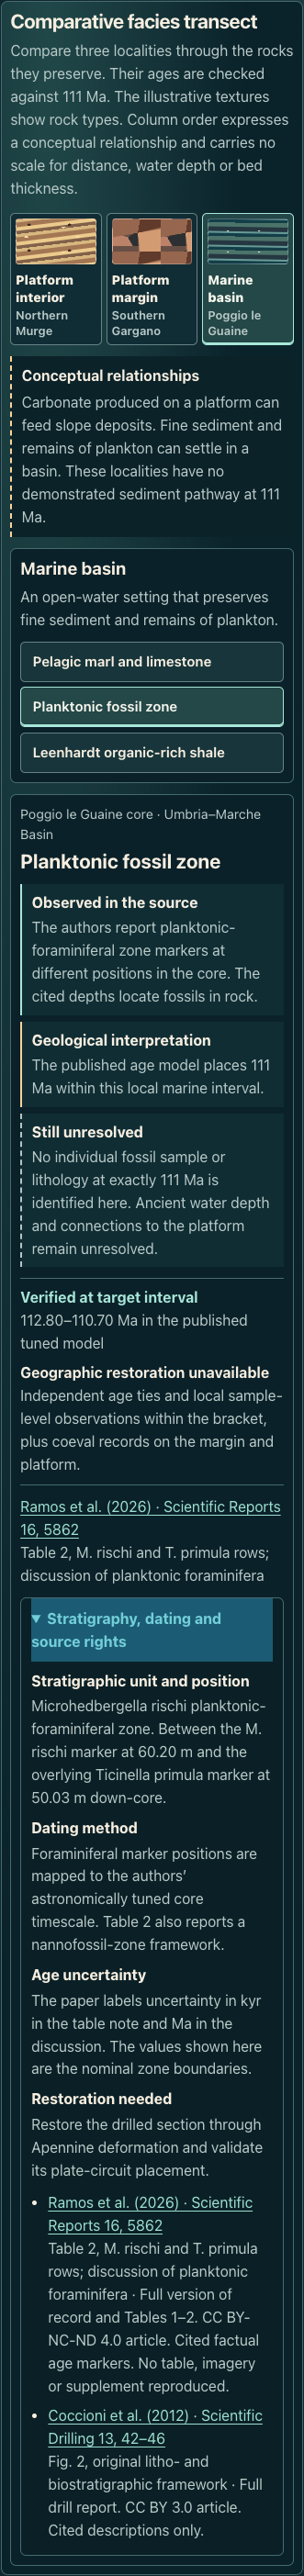 Comparative facies transect
Compare three localities through the rocks
they preserve. Their ages are checked
against 111 Ma. The illustrative textures
show rock types. Column order expresses
a conceptual relationship and carries no
scale for distance, water depth or bed
thickness.
Platform
interior
Northern
Murge
Platform
margin
Southern
Gargano
Marine
basin
Poggio le
Guaine
Conceptual relationships
Carbonate produced on a platform can
feed slope deposits. Fine sediment and
remains of plankton can settle in a
basin. These localities have no
demonstrated sediment pathway at 111
Ma.
Marine basin
An open-water setting that preserves
fine sediment and remains of plankton.
Pelagic marl and limestone
Planktonic fossil zone
Leenhardt organic-rich shale
Poggio le Guaine core · Umbria–Marche
Basin
Planktonic fossil zone
Observed in the source
The authors report planktonic-
foraminiferal zone markers at
different positions in the core. The
cited depths locate fossils in rock.
Geological interpretation
The published age model places 111
Ma within this local marine interval.
Still unresolved
No individual fossil sample or
lithology at exactly 111 Ma is
identified here. Ancient water depth
and connections to the platform
remain unresolved.
Verified at target interval
112.80–110.70 Ma in the published
tuned model
Geographic restoration unavailable
Independent age ties and local sample-
level observations within the bracket,
plus coeval records on the margin and
platform.
Ramos et al. (2026) · Scientific Reports
16, 5862
Table 2, M. rischi and T. primula rows;
discussion of planktonic foraminifera
▼ Stratigraphy, dating and
source rights
Stratigraphic unit and position
Microhedbergella rischi planktonic-
foraminiferal zone. Between the M.
rischi marker at 60.20 m and the
overlying Ticinella primula marker at
50.03 m down-core.
Dating method
Foraminiferal marker positions are
mapped to the authors’
astronomically tuned core
timescale. Table 2 also reports a
nannofossil-zone framework.
Age uncertainty
The paper labels uncertainty in kyr
in the table note and Ma in the
discussion. The values shown here
are the nominal zone boundaries.
Restoration needed
Restore the drilled section through
Apennine deformation and validate
its plate-circuit placement.
• Ramos et al. (2026) · Scientific
Reports 16, 5862
Table 2, M. rischi and T. primula
rows; discussion of planktonic
foraminifera · Full version of
record and Tables 1–2. CC BY-
NC-ND 4.0 article. Cited factual
age markers. No table, imagery
or supplement reproduced.
• Coccioni et al. (2012) · Scientific
Drilling 13, 42–46
Fig. 2, original litho- and
biostratigraphic framework · Full
drill report. CC BY 3.0 article.
Cited descriptions only.